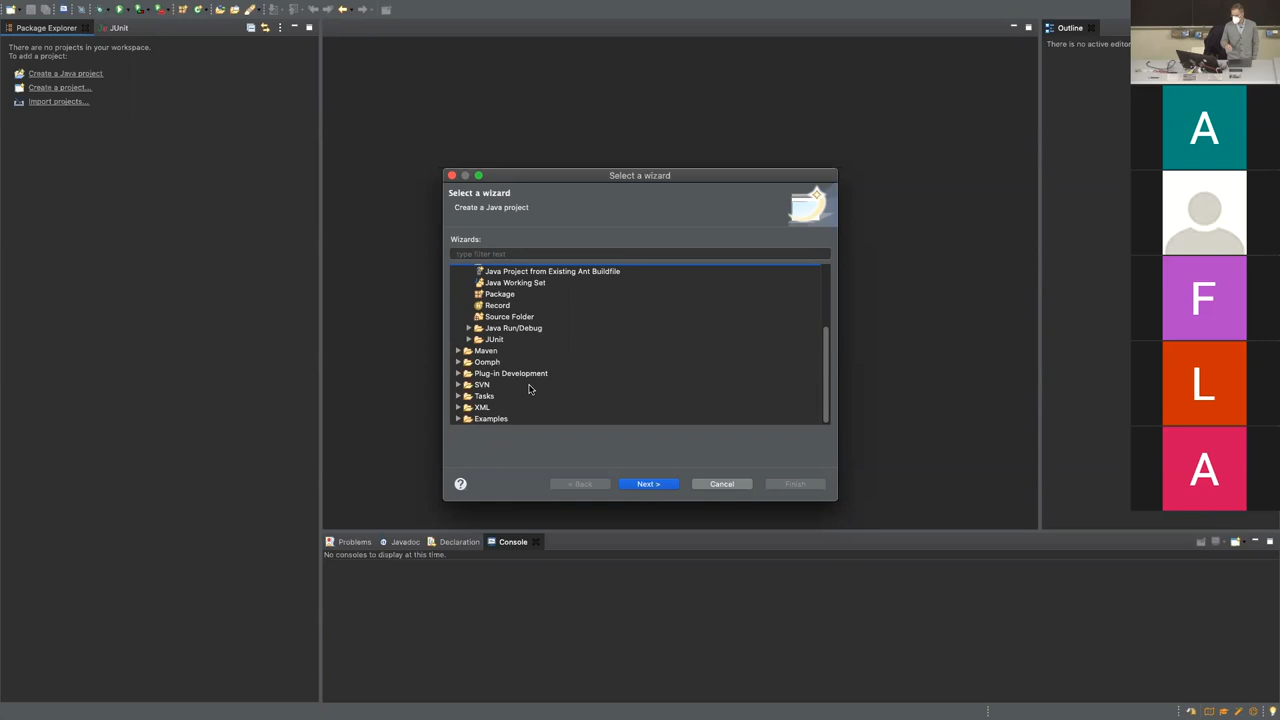 Package Explorer
JUnit
There are no projects in your workspace.
To add a project:
Create a Java project
Create a project...
Import projects...
Outline
There is no active editor
Select a wizard
Select a wizard
Create a Java project
Wizards:
type filter text
Java Project from Existing Ant Buildfile
Java Working Set
Package
Record
Source Folder
Java Run/Debug
JUnit
Maven
Oomph
Plug-in Development
SVN
Tasks
XML
Examples
?
< Back
Next >
Cancel
Finish
Problems
Javadoc
Declaration
Console
No consoles to display at this time.
A
F
L
A